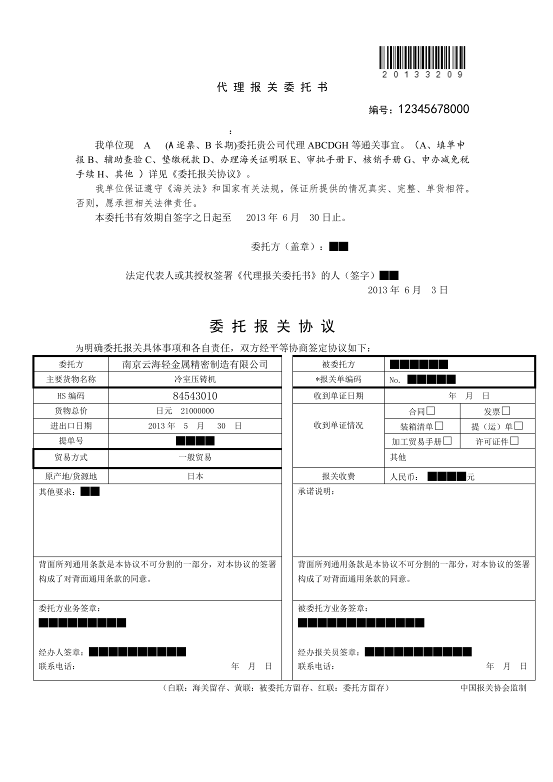 20133209
代理报关委托书
编号：12345678000
：
我单位现 A （A逐票、B长期)委托贵公司代理 ABCDGH 等通关事宜。（A、填单申
报 B、辅助查验 C、垫缴税款 D、办理海关证明联 E、审批手册 F、核销手册 G、申办减免税
手续 H、其他 ）详见《委托报关协议》。
我单位保证遵守《海关法》和国家有关法规，保证所提供的情况真实、完整、单货相符。
否则，愿承担相关法律责任。
本委托书有效期自签字之日起至 2013 年 6 月 30 日止。
委托方（盖章）：
法定代表人或其授权签署《代理报关委托书》的人（签字）
2013 年 6 月 3 日
委托报关协议
为明确委托报关具体事项和各自责任，双方经平等协商签定协议如下：
委托方 南京云海轻金属精密制造有限公司 被委托方
主要货物名称 冷室压铸机 *报关单编码 No.
HS 编码 84543010 收到单证日期 年 月 日
货物总价 日元 21000000 收到单证情况 合同□ 发票□
进出口日期 2013 年 5 月 30 日 装箱清单□ 提（运）单□
提单号 加工贸易手册□ 许可证件□
贸易方式 一般贸易 其他
原产地/货源地 日本 报关收费 人民币： 元
其他要求： 承诺说明：
背面所列通用条款是本协议不可分割的一部分，对本协议的签署 背面所列通用条款是本协议不可分割的一部分，对本协议的签署
构成了对背面通用条款的同意。 构成了对背面通用条款的同意。
委托方业务签章： 被委托方业务签章：
经办人签章： 经办报关员签章：
联系电话： 年 月 日 联系电话： 年 月 日
（白联：海关留存、黄联：被委托方留存、红联：委托方留存） 中国报关协会监制